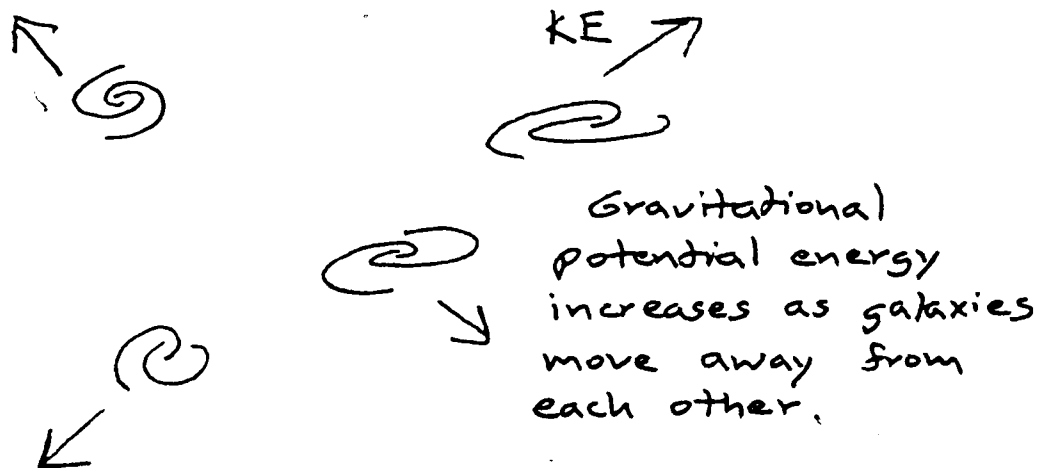 KE
Gravitational
potential energy
increases as galaxies
move away from
each other.